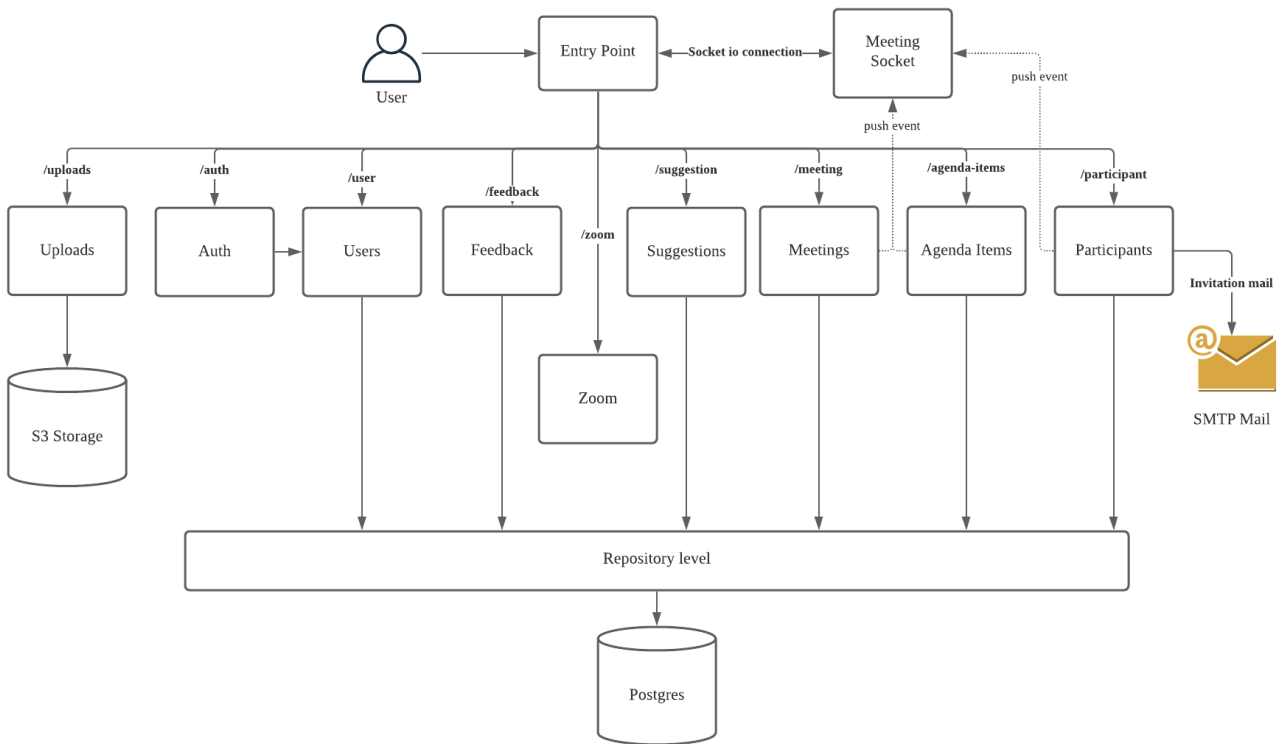 Entry Point
Socket io connection
Meeting
Socket
User
push event
push event
/uploads
/auth
/user
/feedback
/zoom
/suggestion
/meeting
/agenda-items
/participant
Uploads
Auth
Users
Feedback
Suggestions
Meetings
Agenda Items
Participants
Invitation mail
@
SMTP Mail
Zoom
S3 Storage
Repository level
Postgres